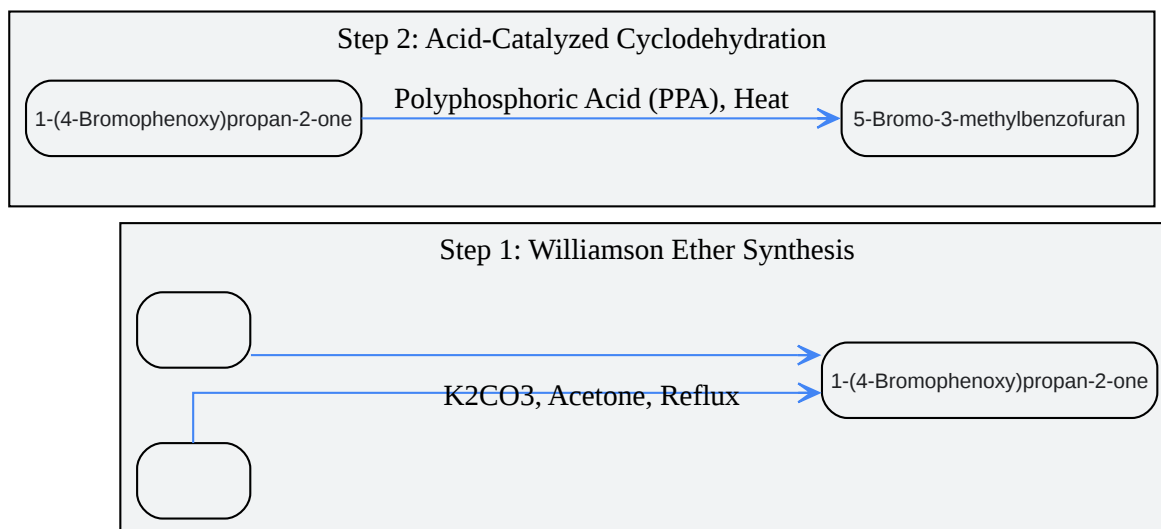 Step 2: Acid-Catalyzed Cyclodehydration
1-(4-Bromophenoxy)propan-2-one
Polyphosphoric Acid (PPA), Heat
5-Bromo-3-methylbenzofuran
Step 1: Williamson Ether Synthesis
1-(4-Bromophenoxy)propan-2-one
K2CO3, Acetone, Reflux